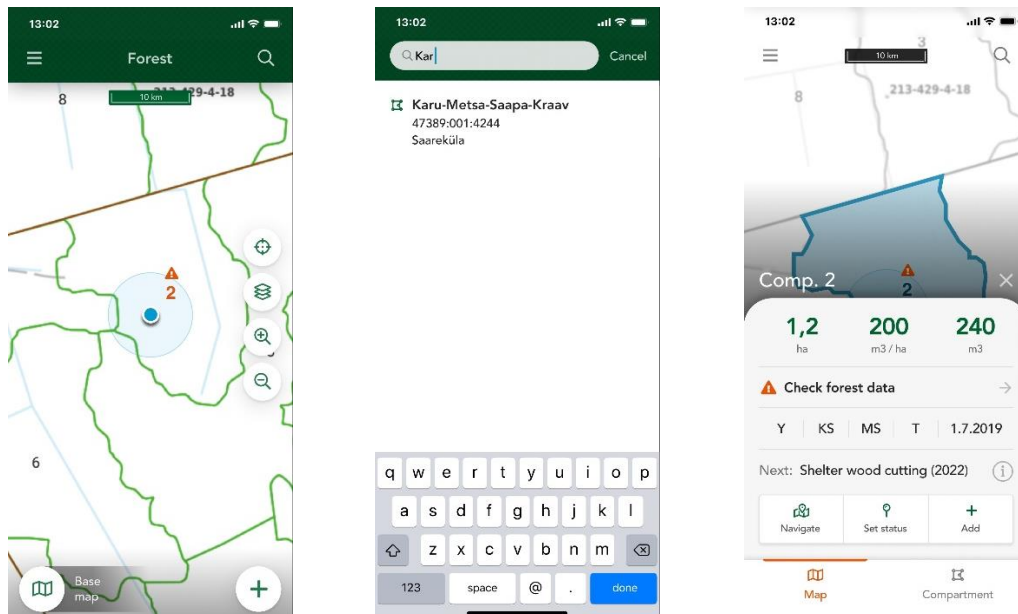 13:02
Forest
213-429-4-18
8
10 km
2
6
Base
map
13:02
Kar
Cancel
Karu-Metsa-Saapa-Kraav
47389:001:4244
Saareküla
q w e r t y u i o p
a s d f g h j k l
z x c v b n m
123 space @ . done
13:02
3
10 km
8
213-429-4-18
Comp. 2
2
1,2 200 240
ha m3 / ha m3
Check forest data
Y KS MS T 1.7.2019
Next: Shelter wood cutting (2022)
Navigate Set status Add
Map Compartment